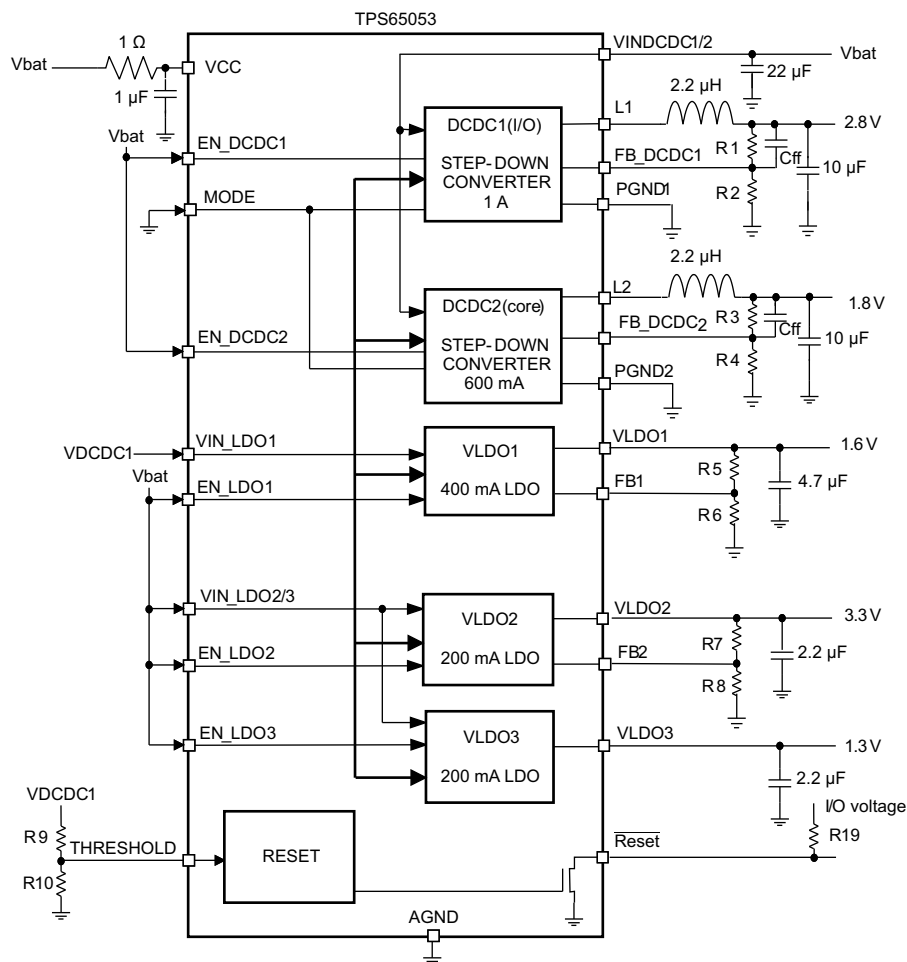 TPS65053
1 Ω
Vbat
VCC
1 µF
VINDCDC1/2
Vbat
22 µF
2.2 µH
L1
2.8 V
DCDC1(I/O)
STEP-DOWN
CONVERTER
1 A
Vbat
EN_DCDC1
FB_DCDC1
R1
Cff
10 µF
R2
MODE
PGND1
2.2 µH
L2
1.8 V
DCDC2(core)
STEP-DOWN
CONVERTER
600 mA
EN_DCDC2
FB_DCDC2
R3
Cff
10 µF
R4
PGND2
VDCDC1
VIN_LDO1
VLDO1
400 mA LDO
VLDO1
1.6 V
R5
4.7 µF
Vbat
EN_LDO1
FB1
R6
VIN_LDO2/3
VLDO2
200 mA LDO
VLDO2
3.3 V
R7
2.2 µF
EN_LDO2
FB2
R8
EN_LDO3
VLDO3
200 mA LDO
VLDO3
1.3 V
2.2 µF
VDCDC1
R9
THRESHOLD
R10
RESET
I/O voltage
R19
Reset
AGND